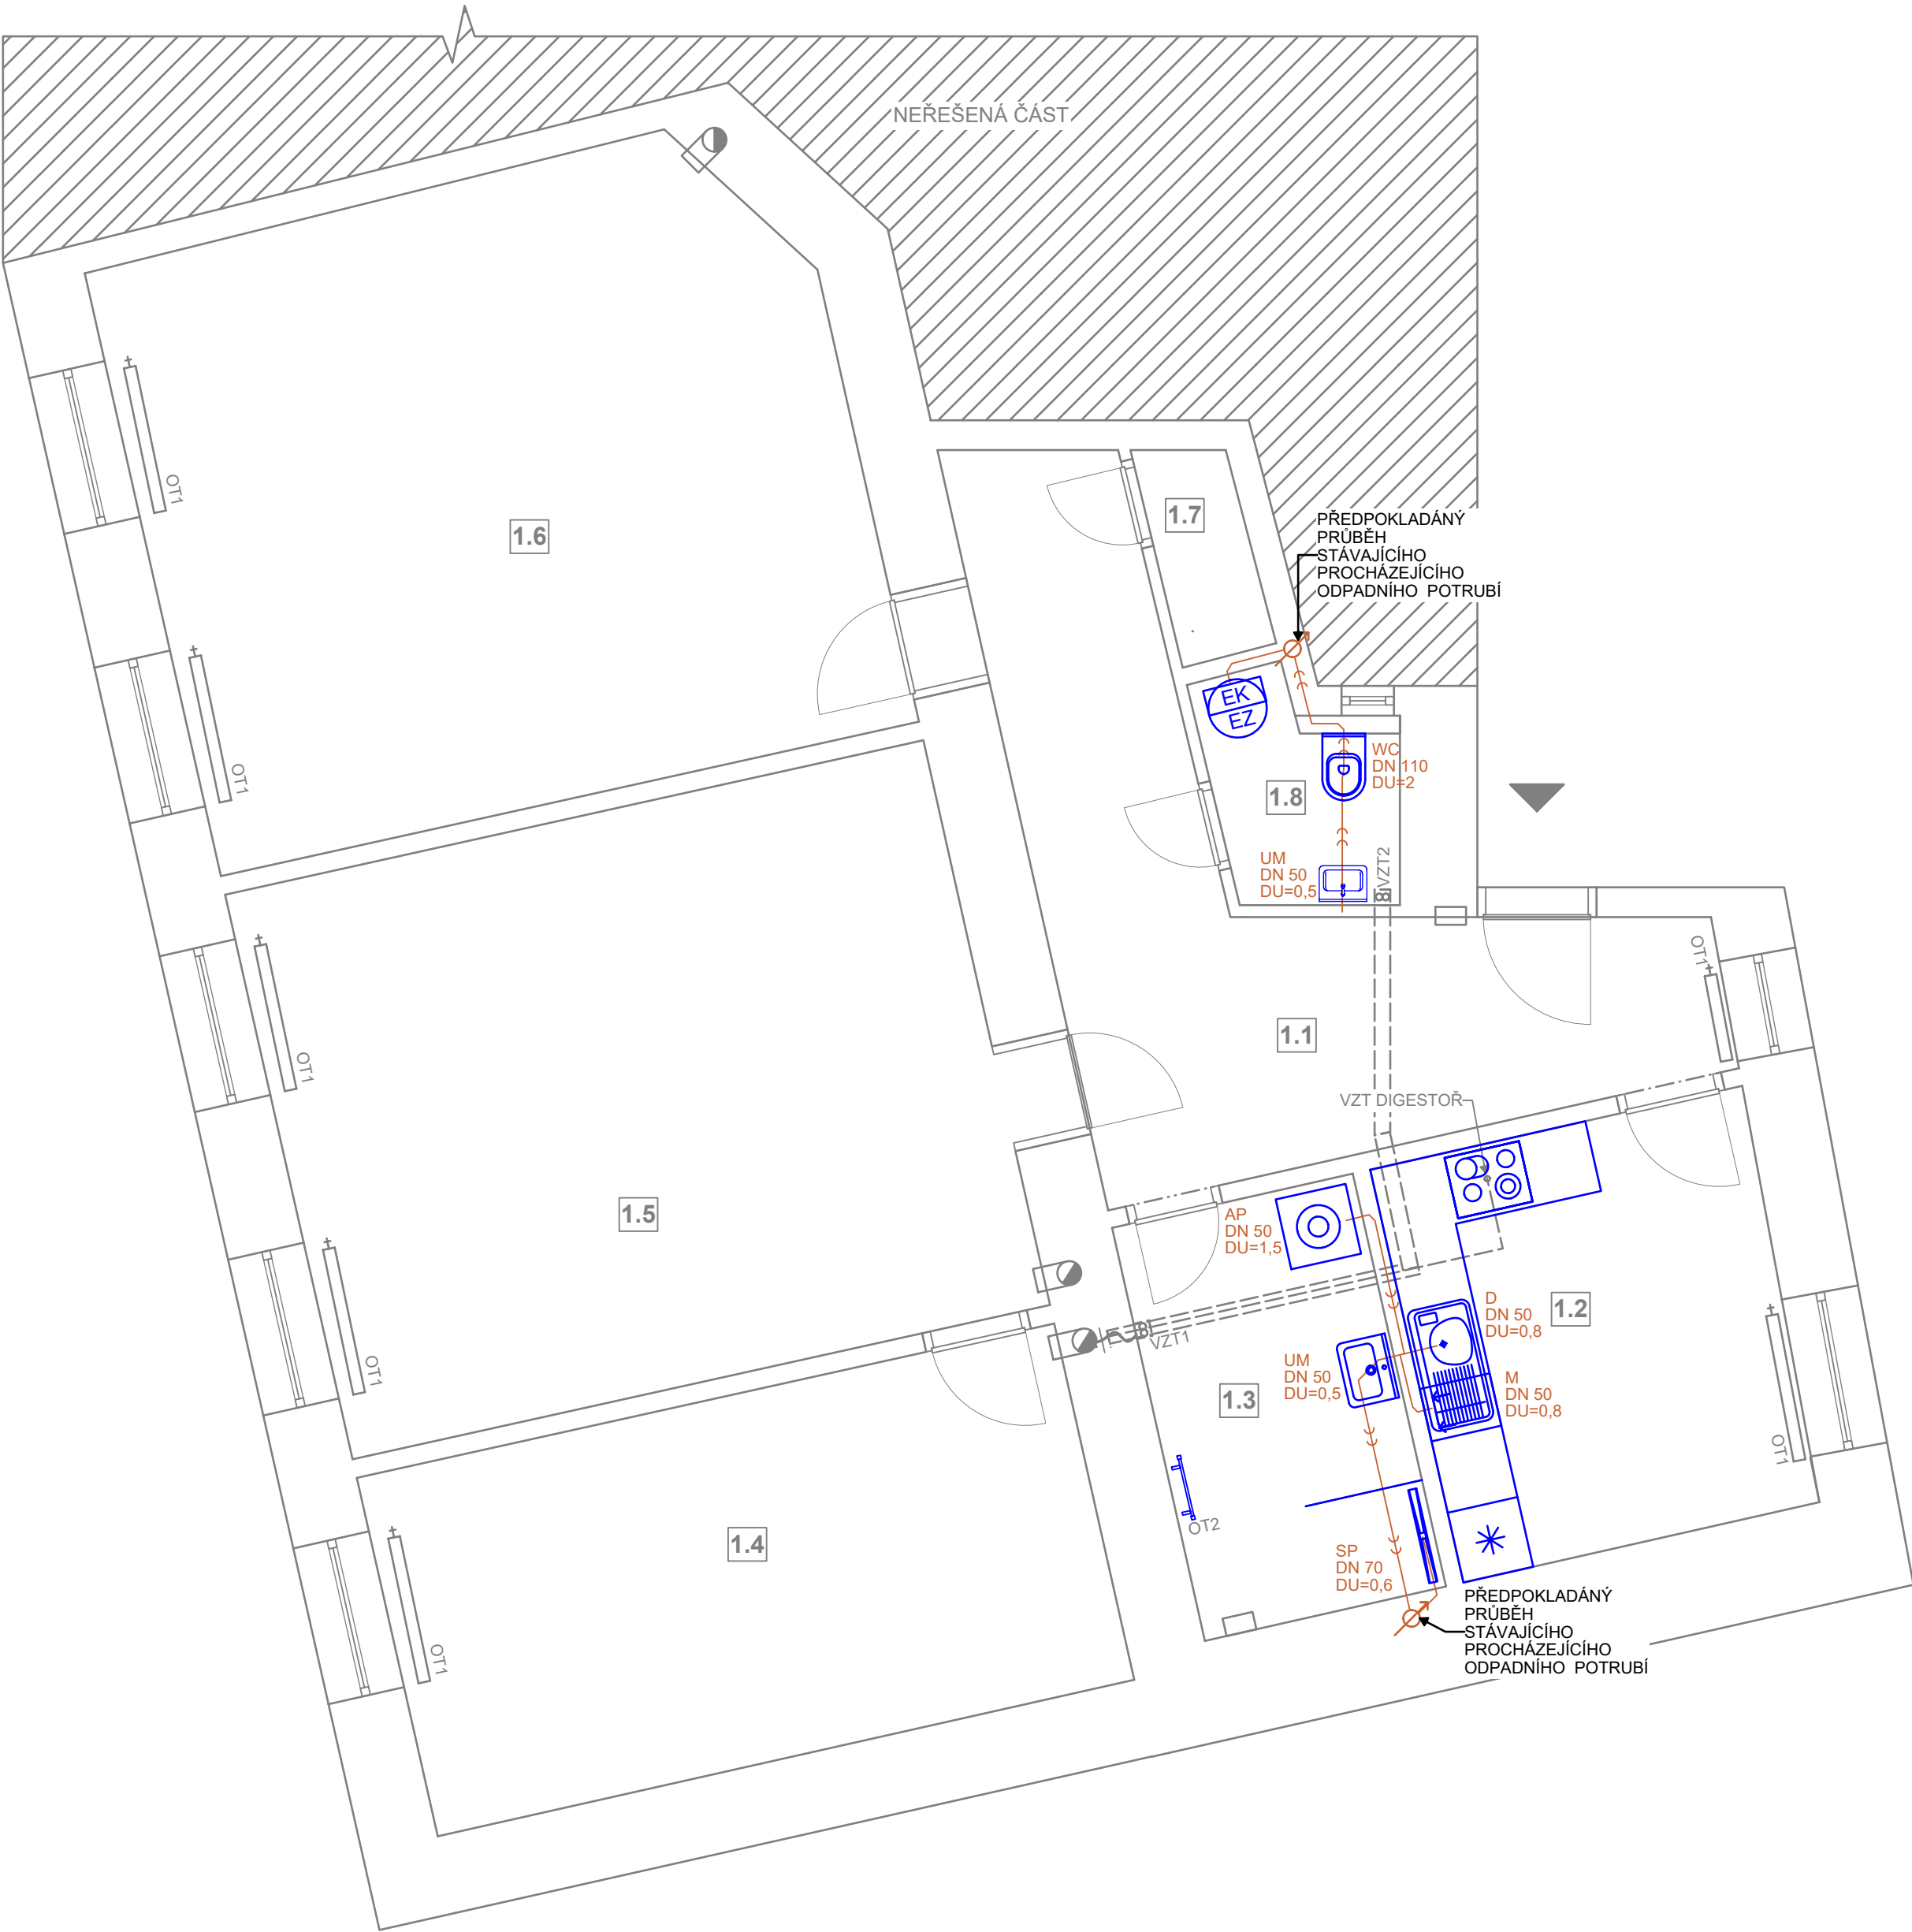 NEŘEŠENÁ ČÁST
1.6
OT1
OT1
1.7
PŘEDPOKLADÁNÝ
PRŮBĚH
STÁVAJÍCÍHO
PROCHÁZEJÍCÍHO
ODPADNÍHO POTRUBÍ
EK
EZ
WC
DN 110
DU=2
1.8
UM
DN 50
DU=0,5
VZT2
OT1
1.1
VZT DIGESTOŘ
OT1
1.5
OT1
AP
DN 50
DU=1,5
D
DN 50
DU=0,8
1.2
VZT1
UM
DN 50
DU=0,5
M
DN 50
DU=0,8
1.3
OT1
OT2
1.4
OT1
SP
DN 70
DU=0,6
PŘEDPOKLADÁNÝ
PRŮBĚH
STÁVAJÍCÍHO
PROCHÁZEJÍCÍHO
ODPADNÍHO POTRUBÍ